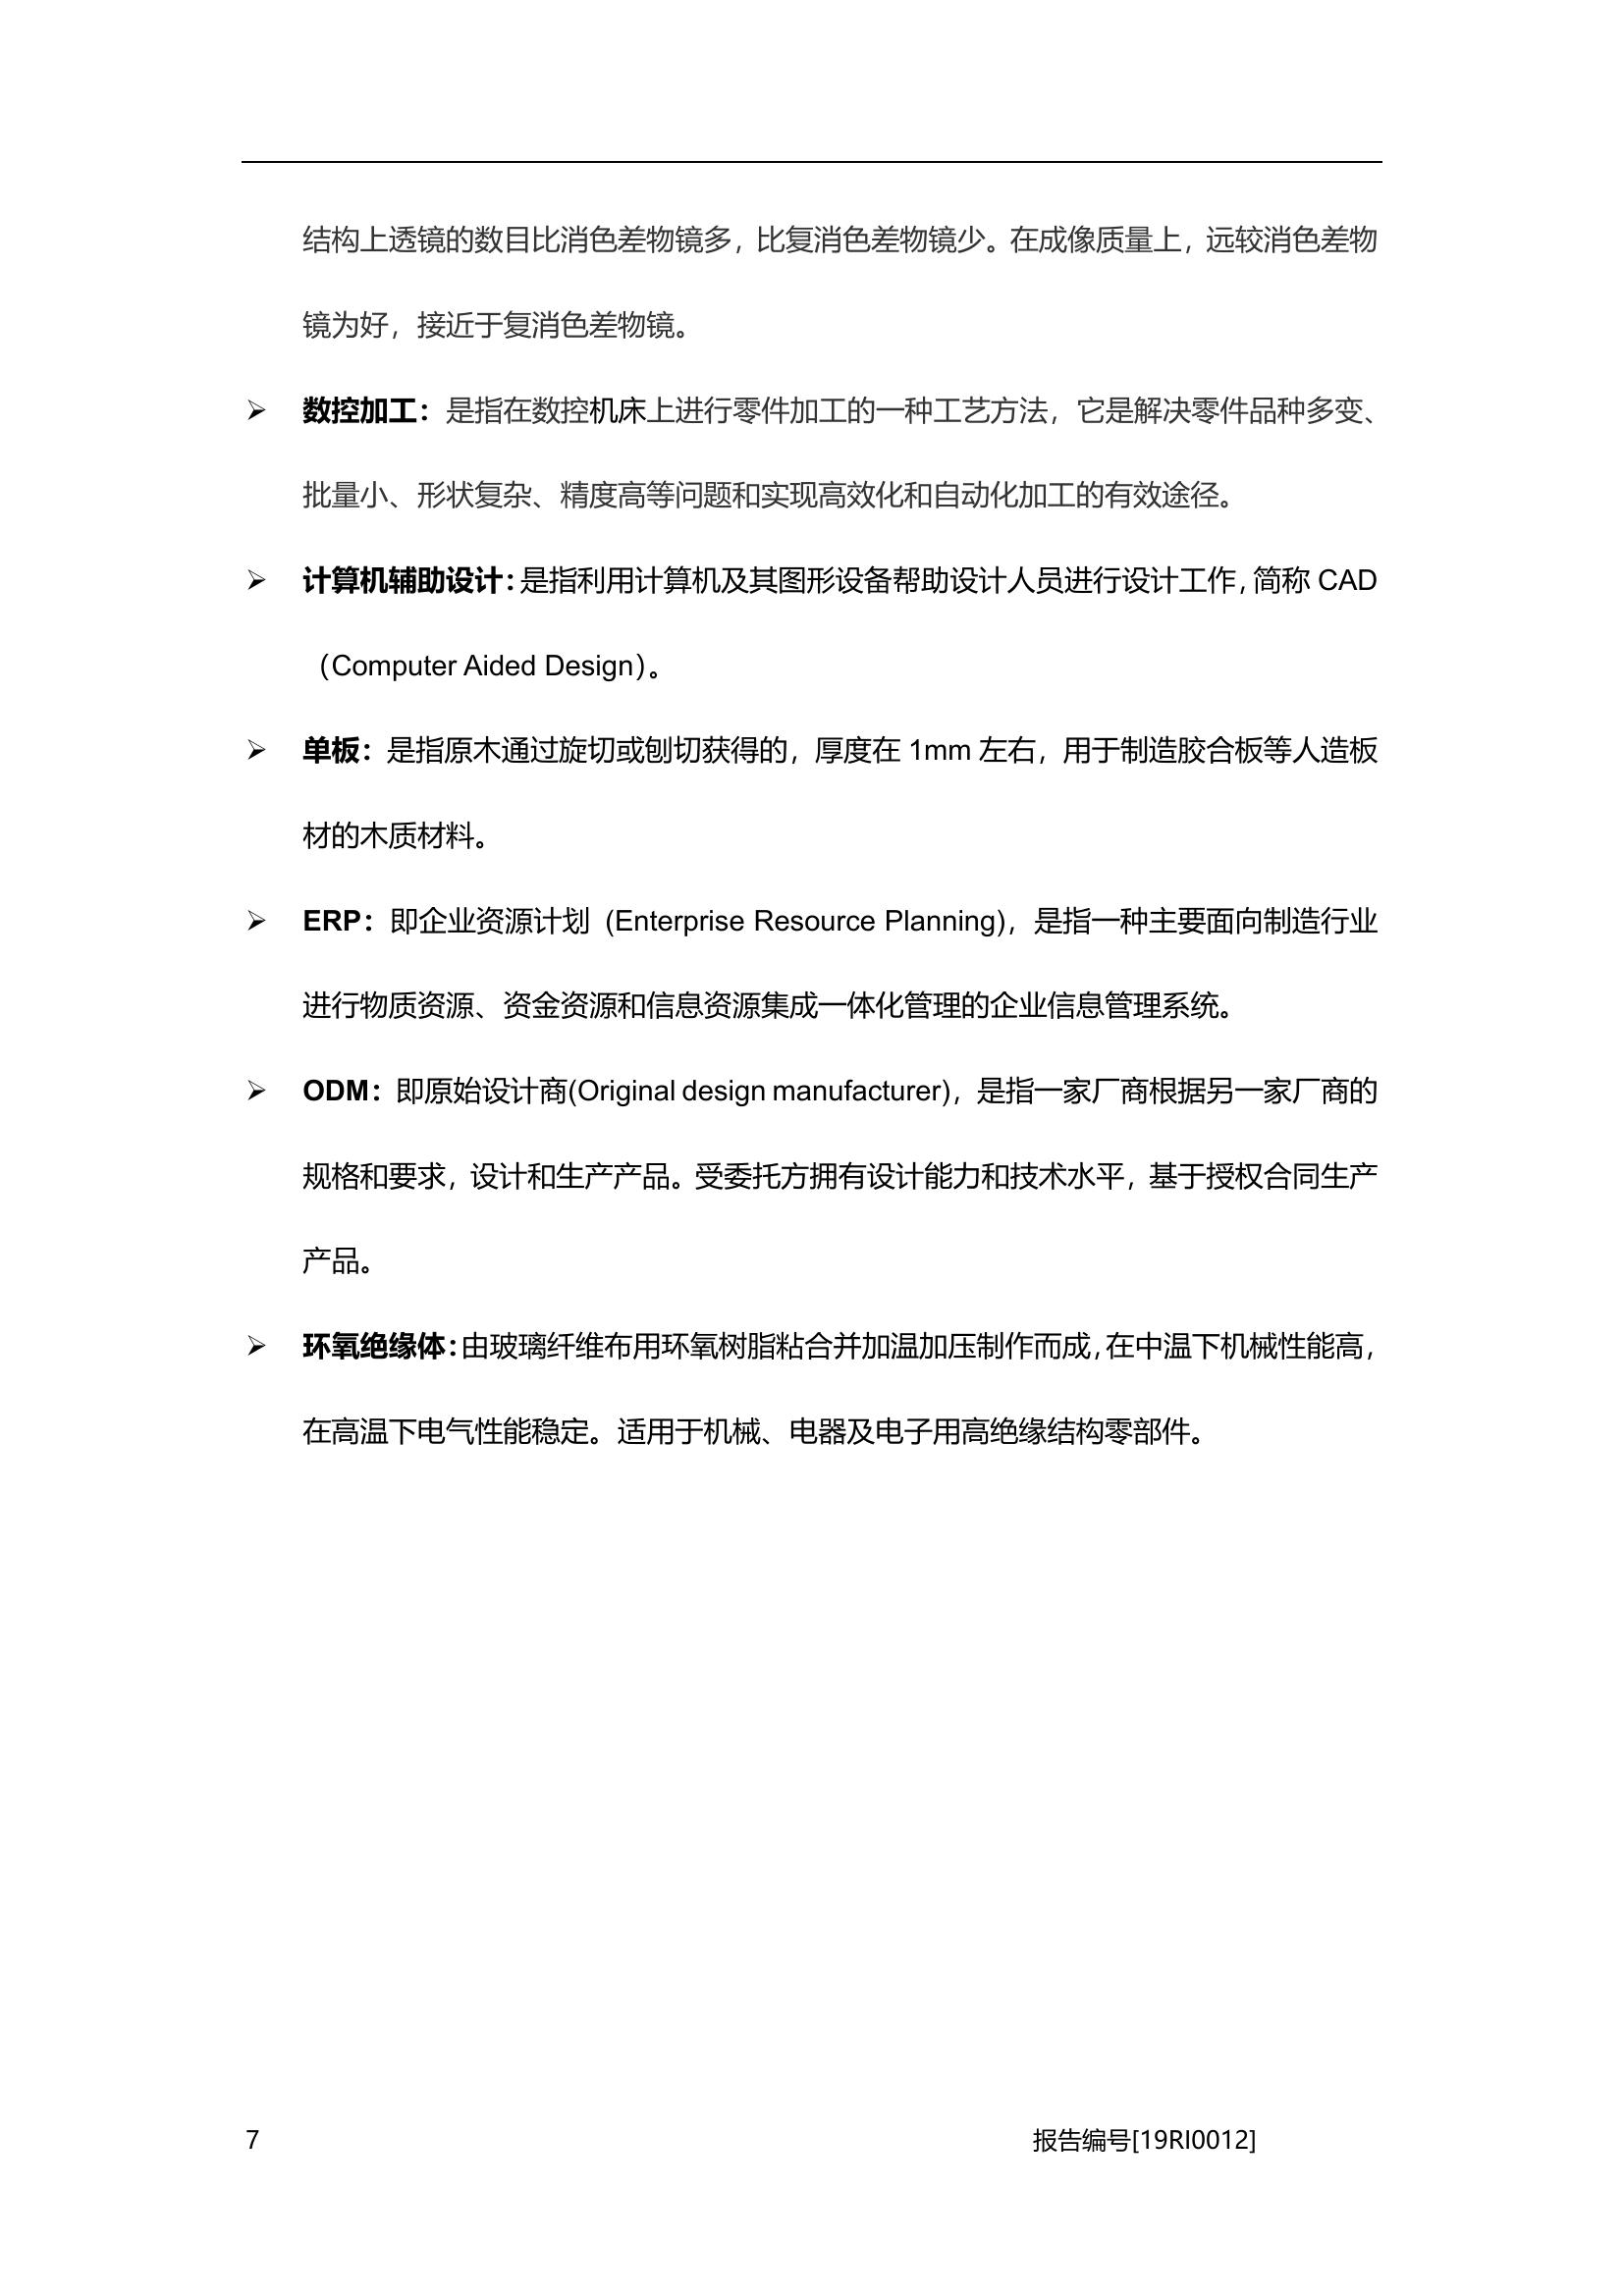 结构上透镜的数目比消色差物镜多，比复消色差物镜少。在成像质量上，远较消色差物
镜为好，接近于复消色差物镜。
➢ 数控加工：是指在数控机床上进行零件加工的一种工艺方法，它是解决零件品种多变、
批量小、形状复杂、精度高等问题和实现高效化和自动化加工的有效途径。
➢ 计算机辅助设计：是指利用计算机及其图形设备帮助设计人员进行设计工作，简称 CAD
（Computer Aided Design）。
➢ 单板：是指原木通过旋切或刨切获得的，厚度在 1mm 左右，用于制造胶合板等人造板
材的木质材料。
➢ ERP：即企业资源计划 (Enterprise Resource Planning)，是指一种主要面向制造行业
进行物质资源、资金资源和信息资源集成一体化管理的企业信息管理系统。
➢ ODM：即原始设计商(Original design manufacturer)，是指一家厂商根据另一家厂商的
规格和要求，设计和生产产品。受委托方拥有设计能力和技术水平，基于授权合同生产
产品。
➢ 环氧绝缘体：由玻璃纤维布用环氧树脂粘合并加温加压制作而成，在中温下机械性能高，
在高温下电气性能稳定。适用于机械、电器及电子用高绝缘结构零部件。
7 报告编号[19RI0012]